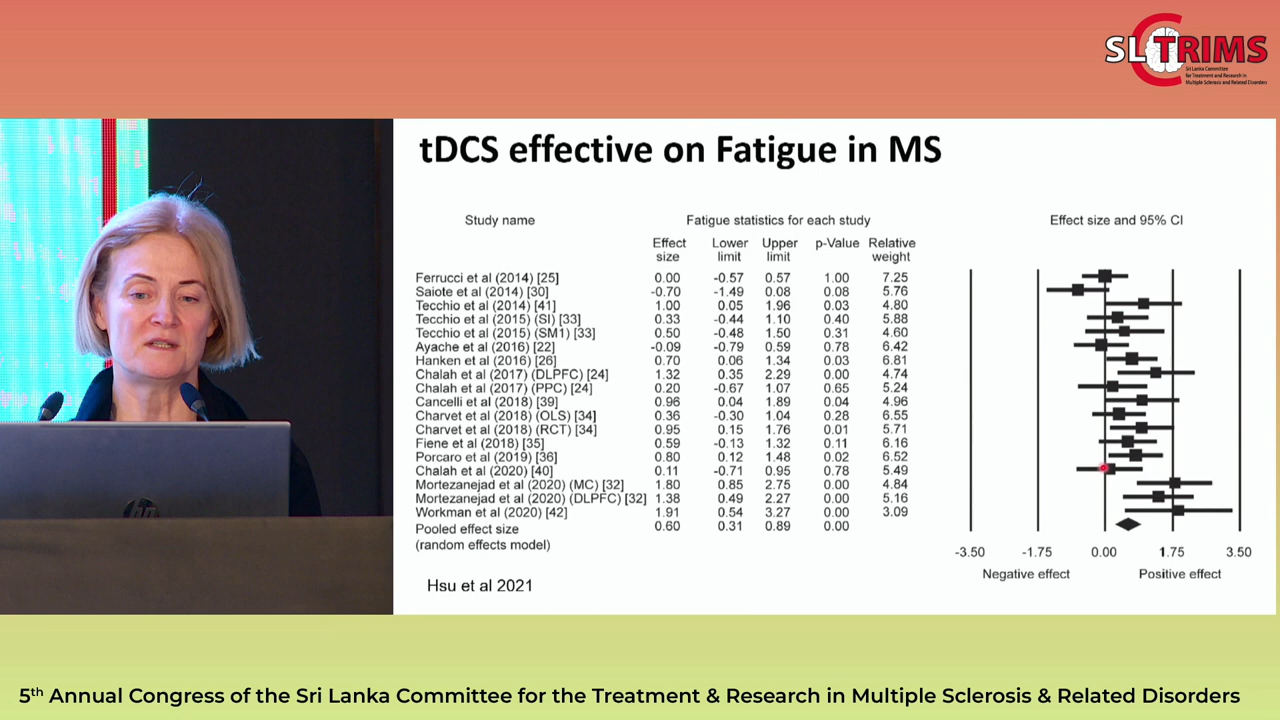 SLCTRIMS
Sri Lanka Committee
for Treatment and Research in
Multiple Sclerosis and Related Disorders
tDCS effective on Fatigue in MS
Study name Fatigue statistics for each study Effect size and 95% CI
Effect size Lower limit Upper limit p-Value Relative weight
Ferrucci et al (2014) [25] 0.00 -0.57 0.57 1.00 7.25
Saiote et al (2014) [30] -0.70 -1.49 0.08 0.08 5.76
Tecchio et al (2014) [41] 1.00 0.05 1.96 0.03 4.80
Tecchio et al (2015) (SI) [33] 0.33 -0.44 1.10 0.40 5.88
Tecchio et al (2015) (SM1) [33] 0.50 -0.48 1.50 0.31 4.60
Ayache et al (2016) [22] -0.09 -0.79 0.59 0.78 6.42
Hanken et al (2016) [26] 0.70 0.06 1.34 0.03 6.81
Chalah et al (2017) (DLPFC) [24] 1.32 0.35 2.29 0.00 4.74
Chalah et al (2017) (PPC) [24] 0.20 -0.67 1.07 0.65 5.24
Cancelli et al (2018) [39] 0.96 0.04 1.89 0.04 4.96
Charvet et al (2018) (OLS) [34] 0.36 -0.30 1.04 0.28 6.55
Charvet et al (2018) (RCT) [34] 0.95 0.15 1.76 0.01 5.71
Fiene et al (2018) [35] 0.59 -0.13 1.32 0.11 6.16
Porcaro et al (2019) [36] 0.80 0.12 1.48 0.02 6.52
Chalah et al (2020) [40] 0.11 -0.71 0.95 0.78 5.49
Mortezanejad et al (2020) (MC) [32] 1.80 0.85 2.75 0.00 4.84
Mortezanejad et al (2020) (DLPFC) [32] 1.38 0.49 2.27 0.00 5.16
Workman et al (2020) [42] 1.91 0.54 3.27 0.00 3.09
Pooled effect size 0.60 0.31 0.89 0.00
(random effects model)
-3.50 -1.75 0.00 1.75 3.50
Negative effect Positive effect
Hsu et al 2021
hp
5th Annual Congress of the Sri Lanka Committee for the Treatment & Research in Multiple Sclerosis & Related Disorders